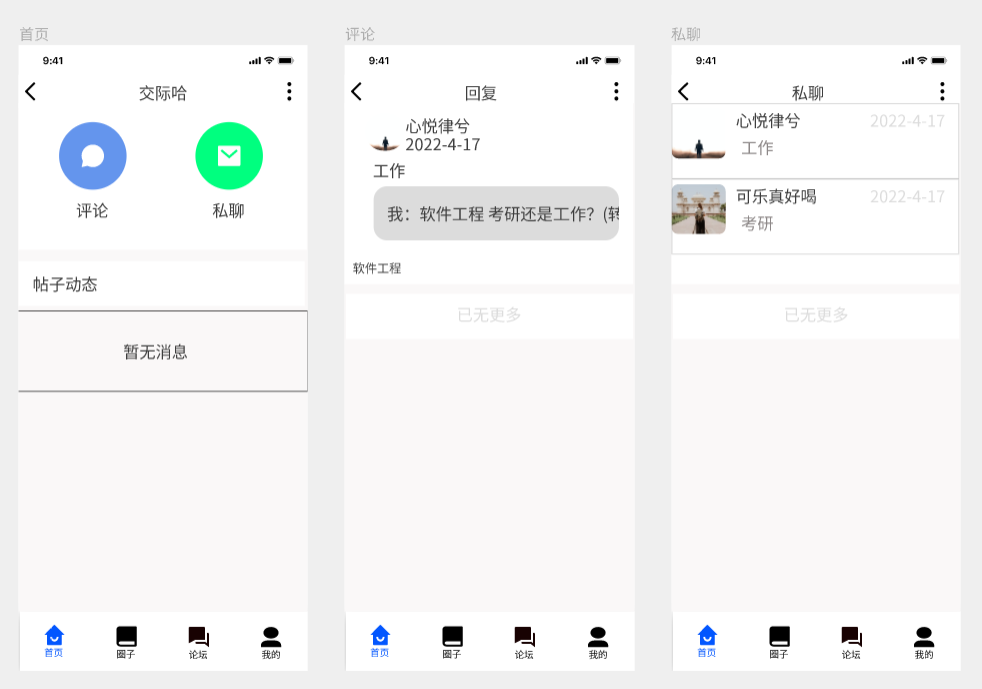 首页
9:41
交际哈
评论
私聊
帖子动态
暂无消息
首页
圈子
论坛
我的
评论
9:41
回复
心悦律兮
2022-4-17
工作
我：软件工程 考研还是工作？(转
软件工程
已无更多
首页
圈子
论坛
我的
私聊
9:41
私聊
心悦律兮
2022-4-17
工作
可乐真好喝
2022-4-17
考研
已无更多
首页
圈子
论坛
我的